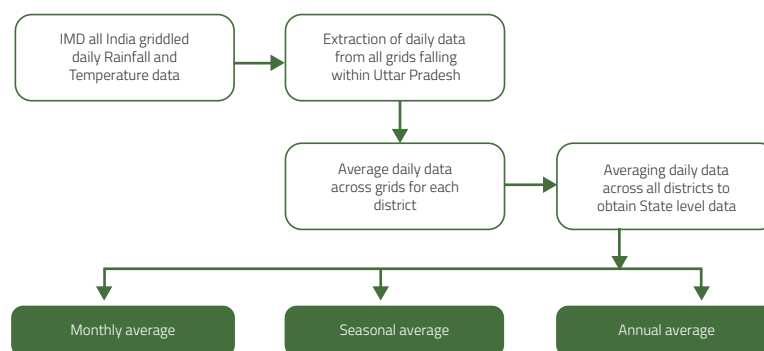 IMD all India griddled
daily Rainfall and
Temperature data
Extraction of daily data
from all grids falling
within Uttar Pradesh
Average daily data
across grids for each
district
Averaging daily data
across all districts to
obtain State level data
Monthly average
Seasonal average
Annual average